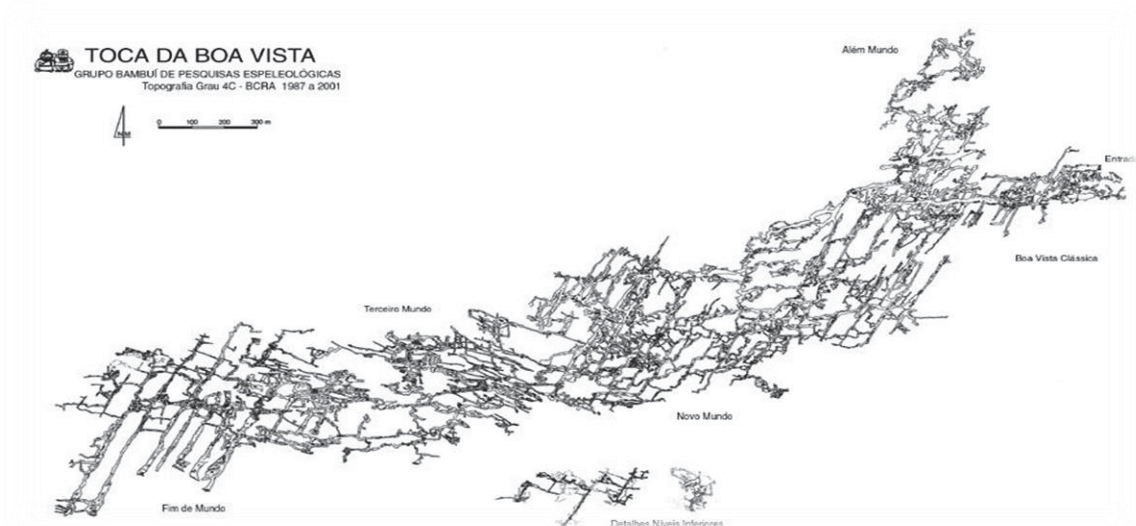 TOCA DA BOA VISTA
GRUPO BAMBUÍ DE PESQUISAS ESPELEOLÓGICAS
Topografia Grau 4C - BCRA 1987 a 2001
NM
0 100 200 300 m
Além Mundo
Entrada
Boa Vista Clássica
Terceiro Mundo
Novo Mundo
Fim de Mundo
Detalhes Níveis Inferiores